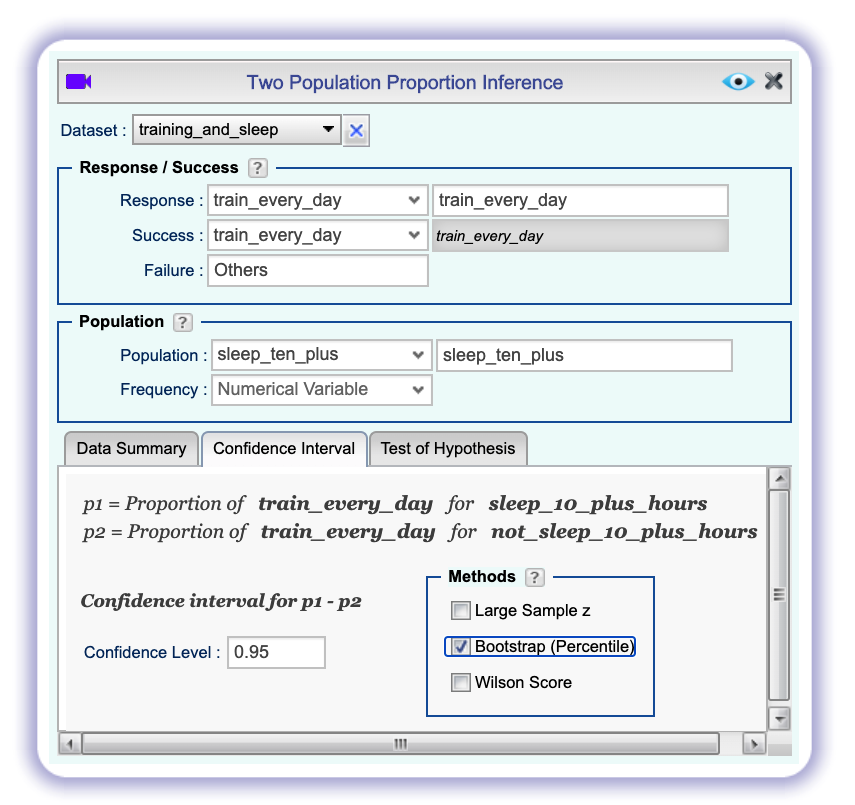 Two Population Proportion Inference
Dataset : training_and_sleep
Response / Success ?
Response : train_every_day train_every_day
Success : train_every_day train_every_day
Failure : Others
Population ?
Population : sleep_ten_plus sleep_ten_plus
Frequency : Numerical Variable
Data Summary Confidence Interval Test of Hypothesis
p1 = Proportion of train_every_day for sleep_10_plus_hours
p2 = Proportion of train_every_day for not_sleep_10_plus_hours
Methods ?
Confidence interval for p1 - p2
Large Sample z
Confidence Level : 0.95
Bootstrap (Percentile)
Wilson Score